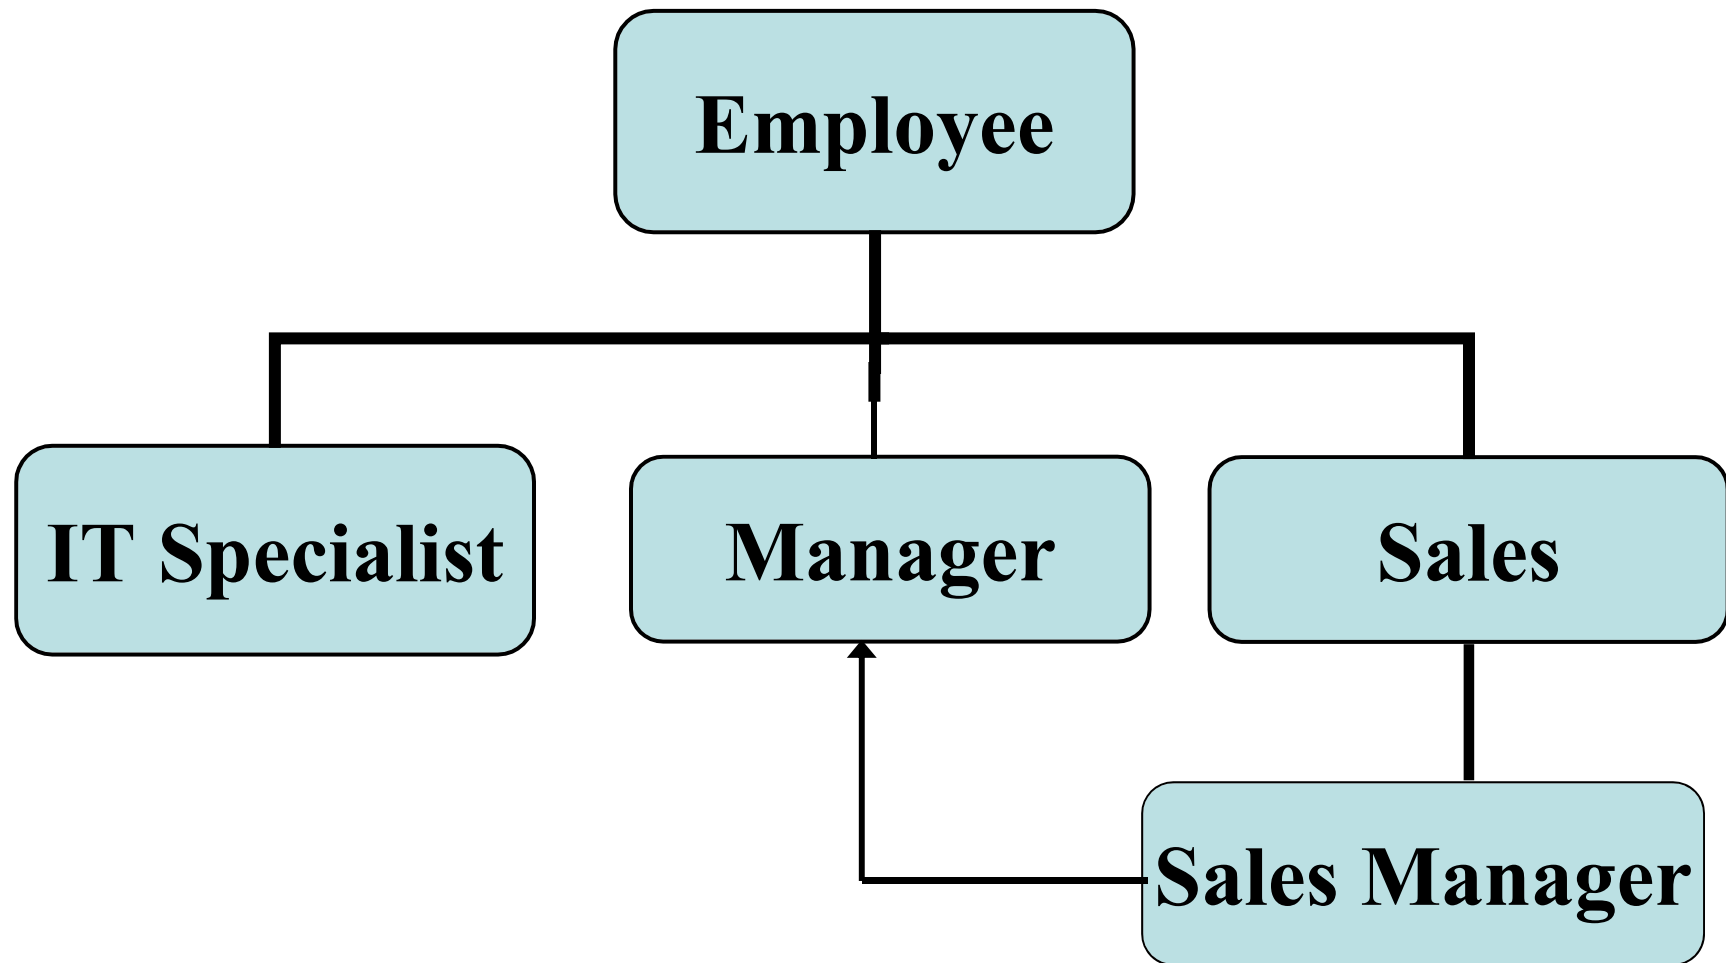 Employee
IT Specialist
Manager
Sales
Sales Manager